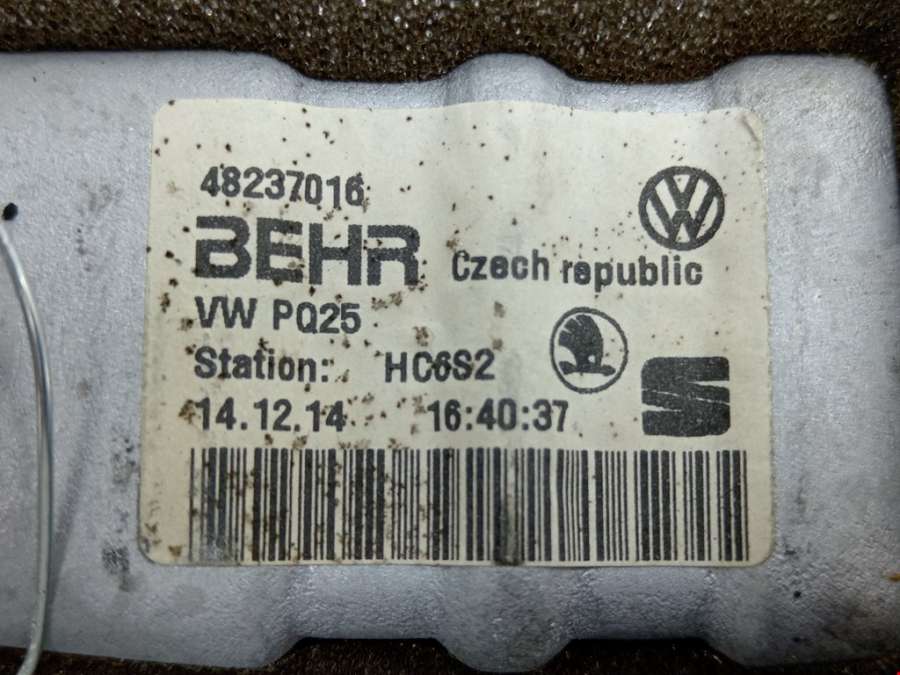 48237016
BEHR Czech republic
VW PQ25
Station: HC6S2
14.12.14 16:40:37